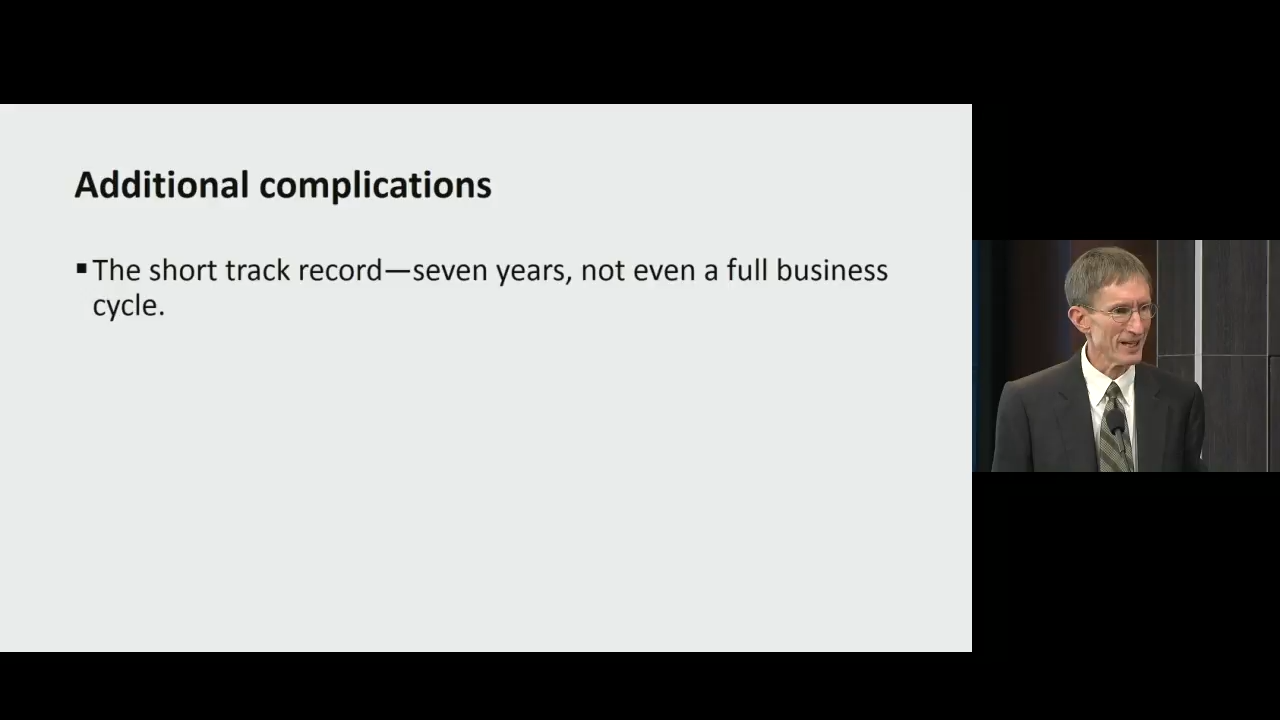 Additional complications
▪ The short track record—seven years, not even a full business
cycle.